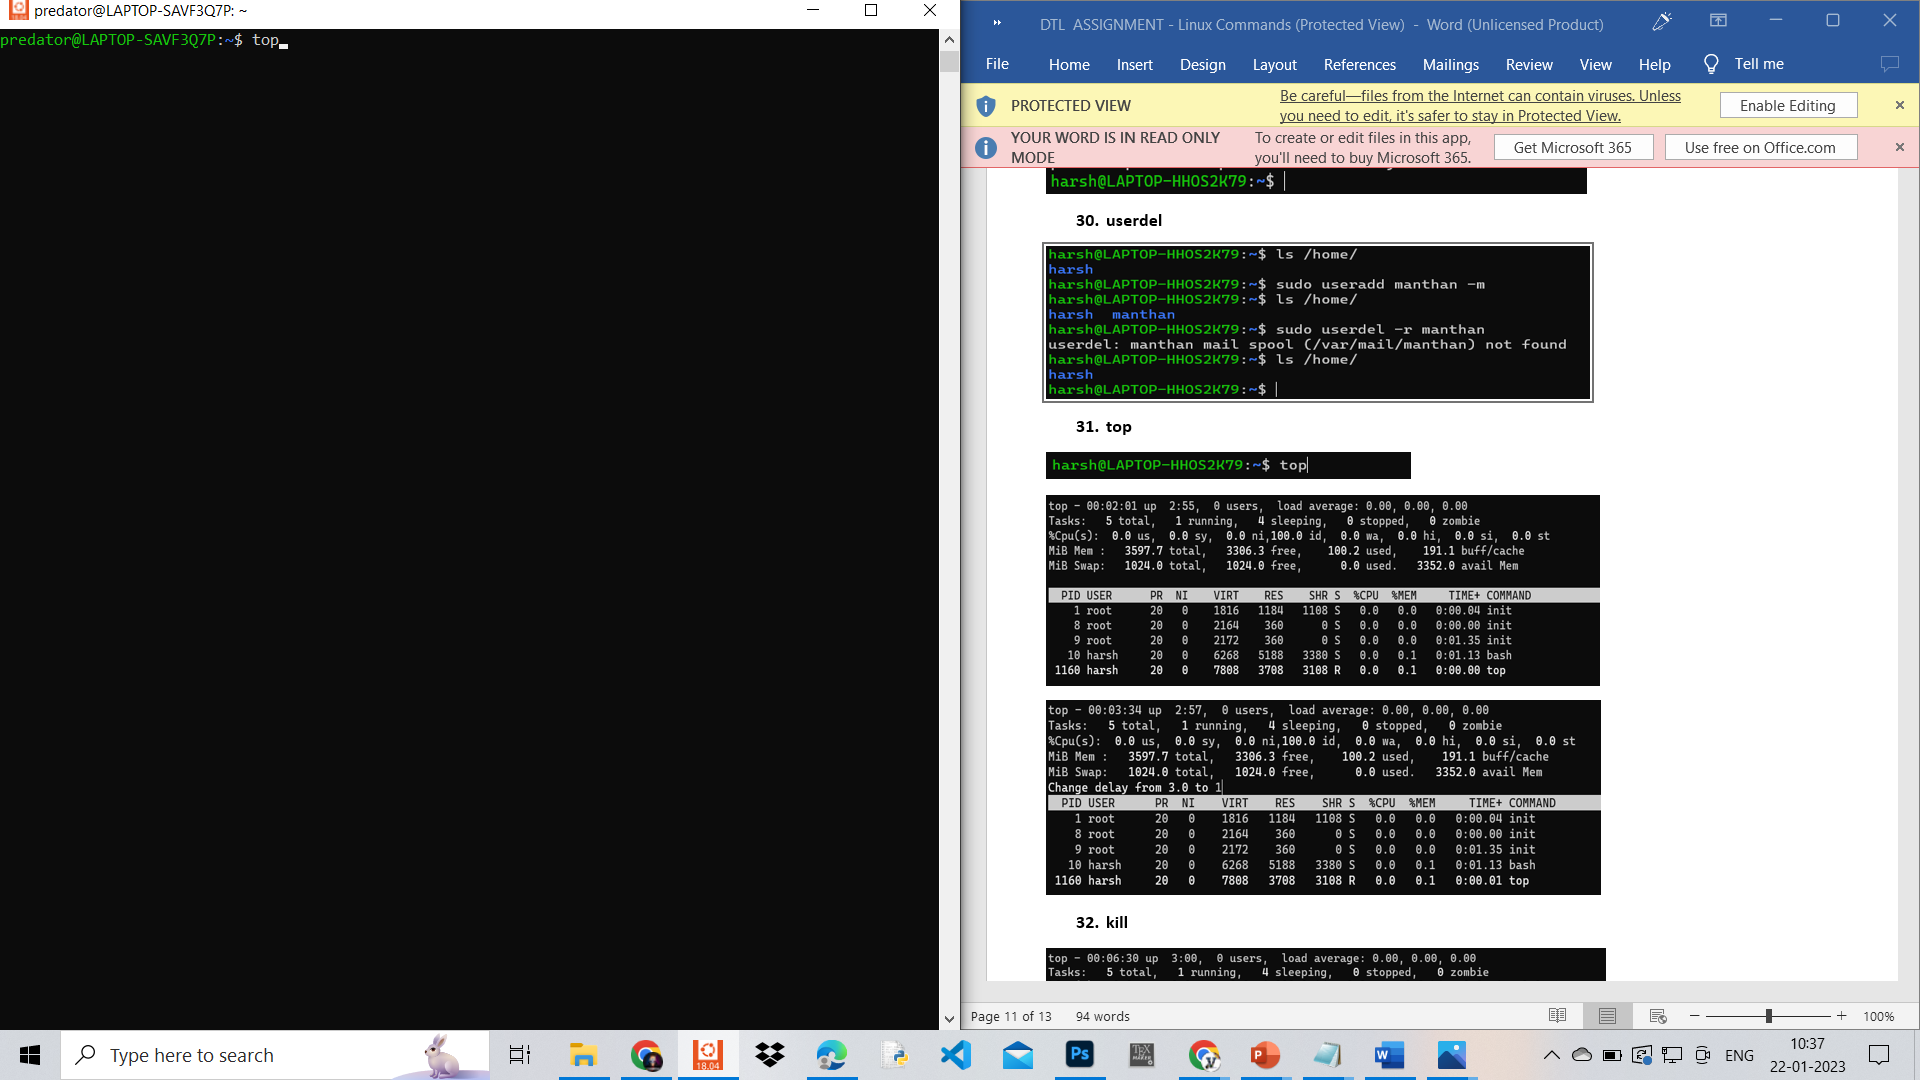 predator@LAPTOP-SAVF3Q7P: ~
predator@LAPTOP-SAVF3Q7P:~$ top
DTL ASSIGNMENT - Linux Commands (Protected View) - Word (Unlicensed Product)
File Home Insert Design Layout References Mailings Review View Help Tell me
PROTECTED VIEW
Be careful—files from the Internet can contain viruses. Unless
you need to edit, it's safer to stay in Protected View.
Enable Editing
YOUR WORD IS IN READ ONLY
MODE
To create or edit files in this app,
you'll need to buy Microsoft 365.
Get Microsoft 365
Use free on Office.com
harsh@LAPTOP-HHOS2K79:~$
30. userdel
harsh@LAPTOP-HHOS2K79:~$ ls /home/
harsh
harsh@LAPTOP-HHOS2K79:~$ sudo useradd manthan -m
harsh@LAPTOP-HHOS2K79:~$ ls /home/
harsh manthan
harsh@LAPTOP-HHOS2K79:~$ sudo userdel -r manthan
userdel: manthan mail spool (/var/mail/manthan) not found
harsh@LAPTOP-HHOS2K79:~$ ls /home/
harsh
harsh@LAPTOP-HHOS2K79:~$
31. top
harsh@LAPTOP-HHOS2K79:~$ top
top - 00:02:01 up 2:55, 0 users, load average: 0.00, 0.00, 0.00
Tasks: 5 total, 1 running, 4 sleeping, 0 stopped, 0 zombie
%Cpu(s): 0.0 us, 0.0 sy, 0.0 ni,100.0 id, 0.0 wa, 0.0 hi, 0.0 si, 0.0 st
MiB Mem : 3597.7 total, 3306.3 free, 100.2 used, 191.1 buff/cache
MiB Swap: 1024.0 total, 1024.0 free, 0.0 used. 3352.0 avail Mem
PID USER PR NI VIRT RES SHR S %CPU %MEM TIME+ COMMAND
1 root 20 0 1816 1184 1108 S 0.0 0.0 0:00.04 init
8 root 20 0 2164 360 0 S 0.0 0.0 0:00.00 init
9 root 20 0 2172 360 0 S 0.0 0.0 0:01.35 init
10 harsh 20 0 6268 5188 3380 S 0.0 0.1 0:01.13 bash
1160 harsh 20 0 7808 3708 3108 R 0.0 0.1 0:00.00 top
top - 00:03:34 up 2:57, 0 users, load average: 0.00, 0.00, 0.00
Tasks: 5 total, 1 running, 4 sleeping, 0 stopped, 0 zombie
%Cpu(s): 0.0 us, 0.0 sy, 0.0 ni,100.0 id, 0.0 wa, 0.0 hi, 0.0 si, 0.0 st
MiB Mem : 3597.7 total, 3306.3 free, 100.2 used, 191.1 buff/cache
MiB Swap: 1024.0 total, 1024.0 free, 0.0 used. 3352.0 avail Mem
Change delay from 3.0 to 1
PID USER PR NI VIRT RES SHR S %CPU %MEM TIME+ COMMAND
1 root 20 0 1816 1184 1108 S 0.0 0.0 0:00.04 init
8 root 20 0 2164 360 0 S 0.0 0.0 0:00.00 init
9 root 20 0 2172 360 0 S 0.0 0.0 0:01.35 init
10 harsh 20 0 6268 5188 3380 S 0.0 0.1 0:01.13 bash
1160 harsh 20 0 7808 3708 3108 R 0.0 0.1 0:00.01 top
32. kill
top - 00:06:30 up 3:00, 0 users, load average: 0.00, 0.00, 0.00
Tasks: 5 total, 1 running, 4 sleeping, 0 stopped, 0 zombie
Page 11 of 13 94 words
100%
Type here to search
18.04
Ps
ENG
10:37
22-01-2023